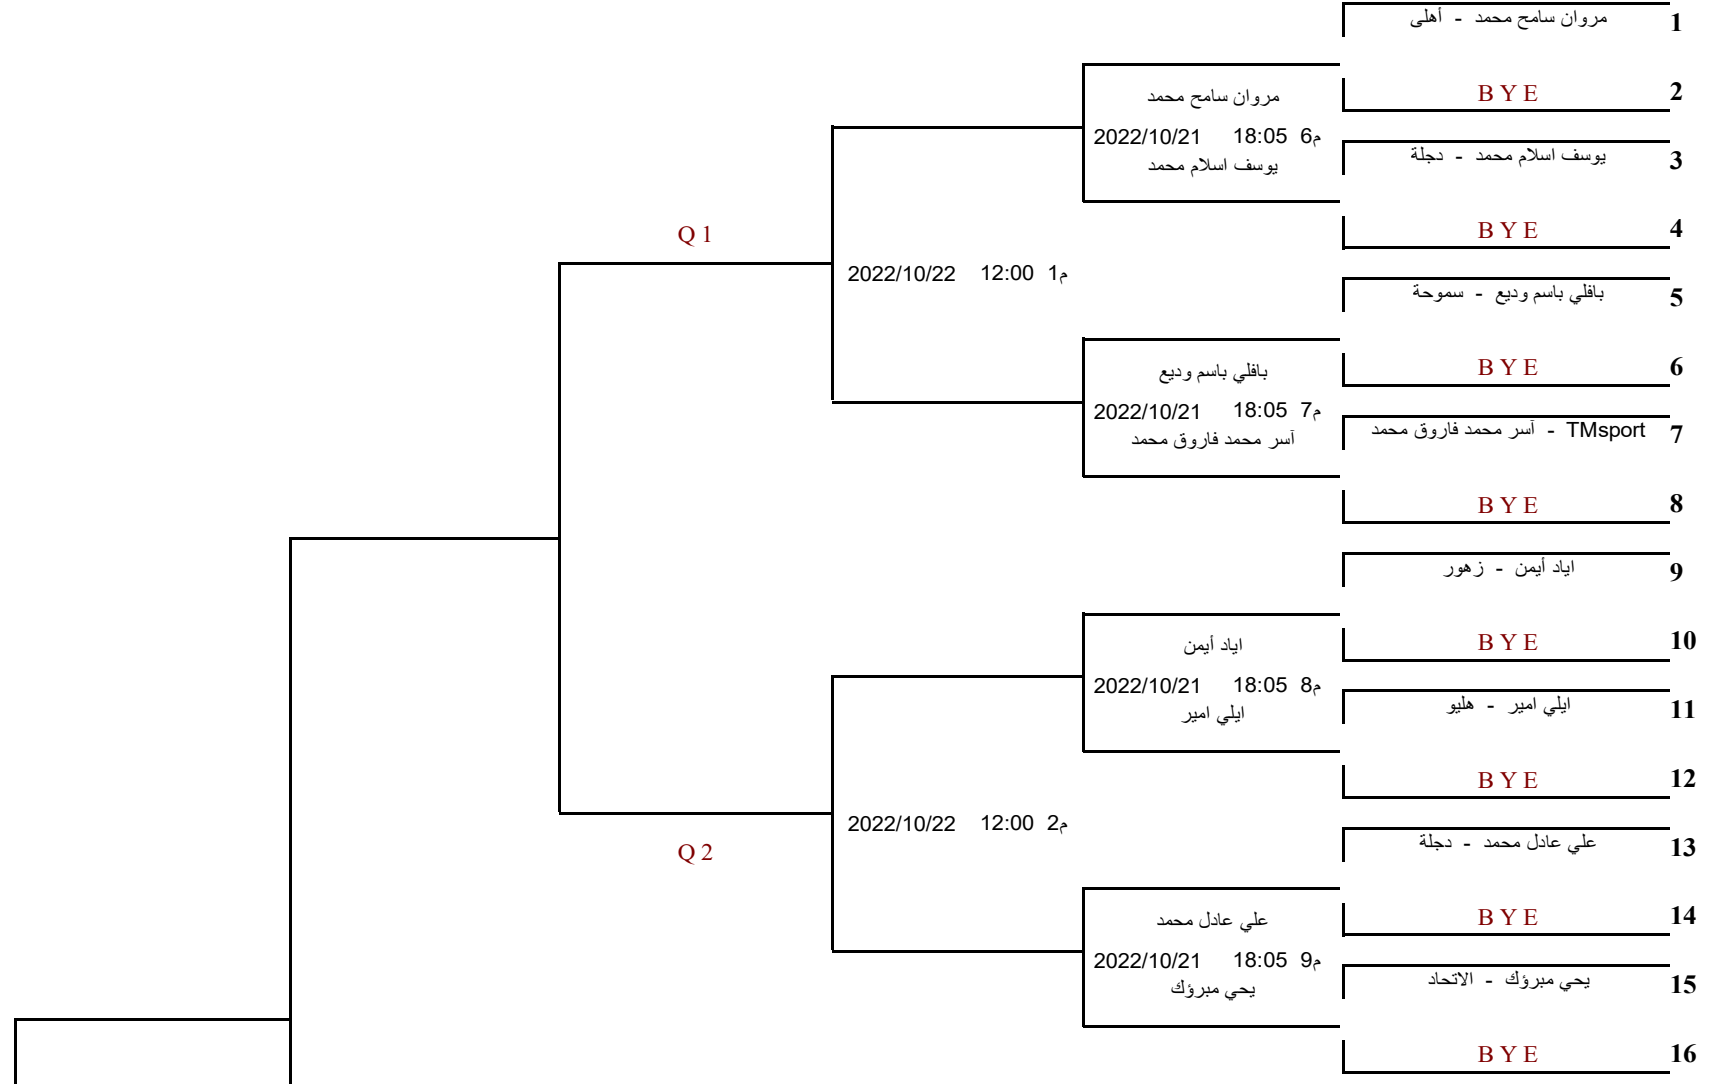 1 مروان سامح محمد - أهلى
2 B Y E
3 يوسف اسلام محمد - دجلة
4 B Y E
5 بافلي باسم وديع - سموحة
6 B Y E
7 TMsport - آسر محمد فاروق محمد
8 B Y E
9 اياد أيمن - زهور
10 B Y E
11 ايلي امير - هليو
12 B Y E
13 علي عادل محمد - دجلة
14 B Y E
15 يحي مبرؤك - الاتحاد
16 B Y E
مروان سامح محمد
م6 18:05 2022/10/21
يوسف اسلام محمد
بافلي باسم وديع
م7 18:05 2022/10/21
آسر محمد فاروق محمد
اياد أيمن
م8 18:05 2022/10/21
ايلي امير
علي عادل محمد
م9 18:05 2022/10/21
يحي مبرؤك
م1 12:00 2022/10/22
م2 12:00 2022/10/22
Q 1
Q 2